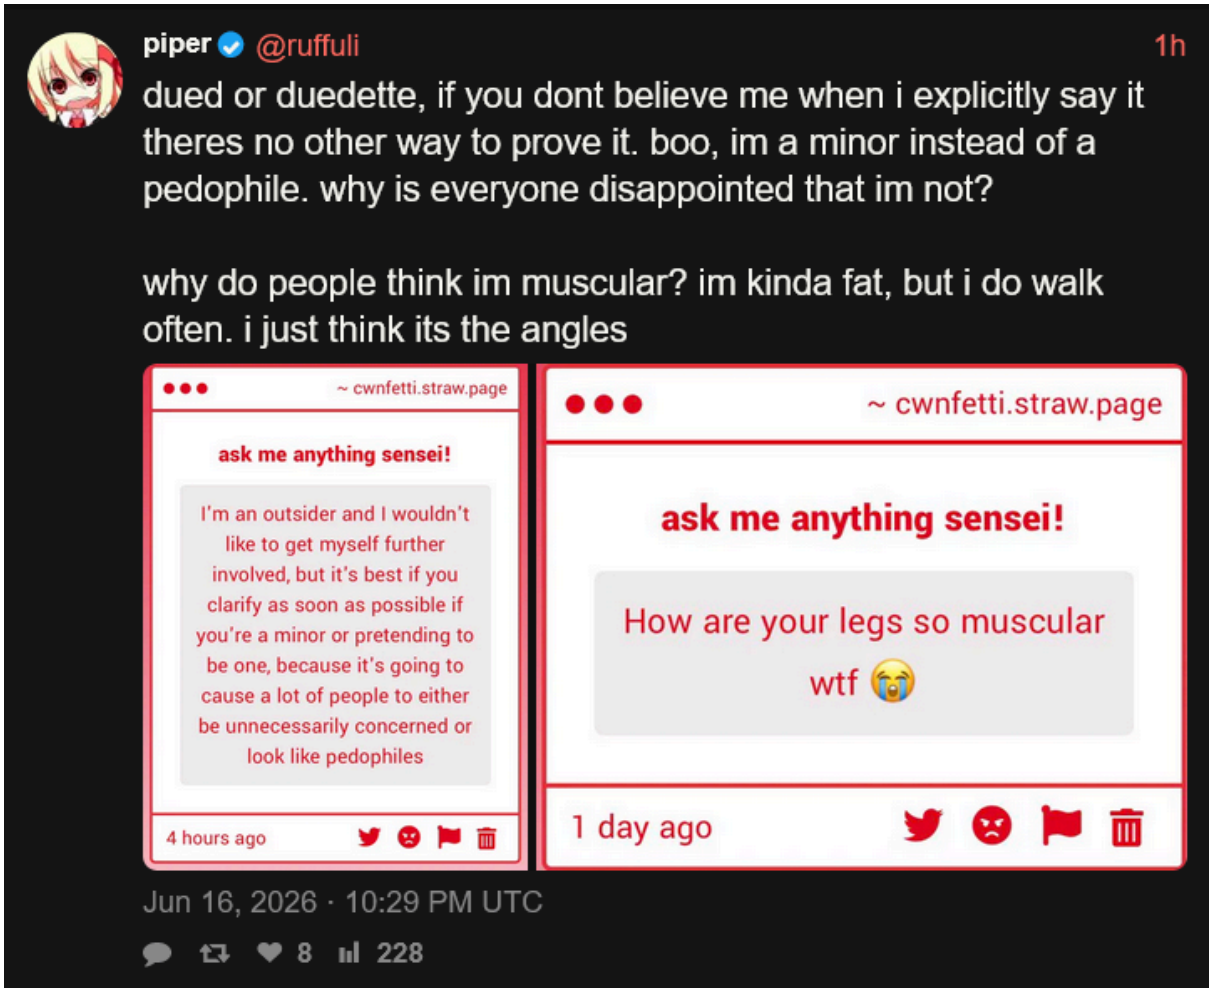 piper @ruffuli 1h
dued or duedette, if you dont believe me when i explicitly say it
theres no other way to prove it. boo, im a minor instead of a
pedophile. why is everyone disappointed that im not?
why do people think im muscular? im kinda fat, but i do walk
often. i just think its the angles
~ cwnfetti.straw.page
ask me anything sensei!
I'm an outsider and I wouldn't
like to get myself further
involved, but it's best if you
clarify as soon as possible if
you're a minor or pretending to
be one, because it's going to
cause a lot of people to either
be unnecessarily concerned or
look like pedophiles
4 hours ago
~ cwnfetti.straw.page
ask me anything sensei!
How are your legs so muscular
wtf 😭
1 day ago
Jun 16, 2026 · 10:29 PM UTC
8 228